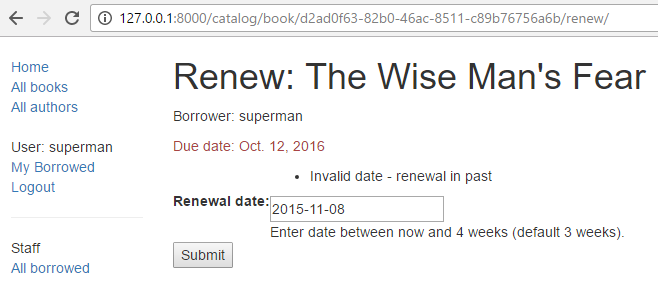 127.0.0.1:8000/catalog/book/d2ad0f63-82b0-46ac-8511-c89b76756a6b/renew/
Home
All books
All authors
User: superman
My Borrowed
Logout
Staff
All borrowed
Renew: The Wise Man's Fear
Borrower: superman
Due date: Oct. 12, 2016
• Invalid date - renewal in past
Renewal date: 2015-11-08
Enter date between now and 4 weeks (default 3 weeks).
Submit